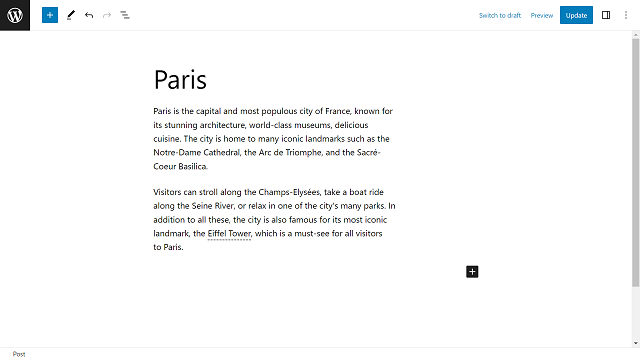 Switch to draft Preview Update
Paris
Paris is the capital and most populous city of France, known for
its stunning architecture, world-class museums, delicious
cuisine. The city is home to many iconic landmarks such as the
Notre-Dame Cathedral, the Arc de Triomphe, and the Sacré-
Coeur Basilica.
Visitors can stroll along the Champs-Elysées, take a boat ride
along the Seine River, or relax in one of the city's many parks. In
addition to all these, the city is also famous for its most iconic
landmark, the Eiffel Tower, which is a must-see for all visitors
to Paris.
Post